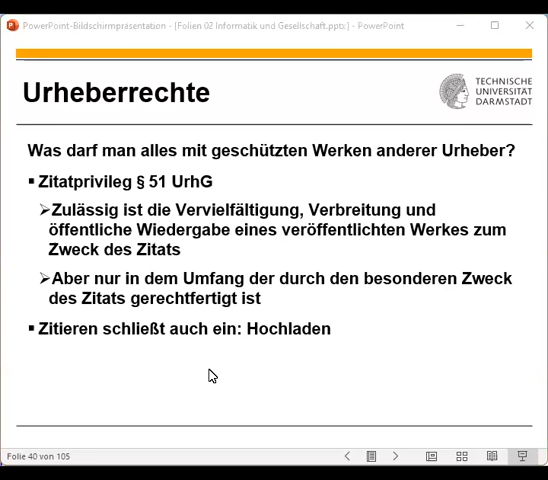 PowerPoint-Bildschirmpräsentation - [Folien 02 Informatik und Gesellschaft.pptx] - PowerPoint
Urheberrechte
TECHNISCHE
UNIVERSITÄT
DARMSTADT
Was darf man alles mit geschützten Werken anderer Urheber?
▪ Zitatprivileg § 51 UrhG
➢Zulässig ist die Vervielfältigung, Verbreitung und
öffentliche Wiedergabe eines veröffentlichten Werkes zum
Zweck des Zitats
➢Aber nur in dem Umfang der durch den besonderen Zweck
des Zitats gerechtfertigt ist
▪ Zitieren schließt auch ein: Hochladen
Folie 40 von 105